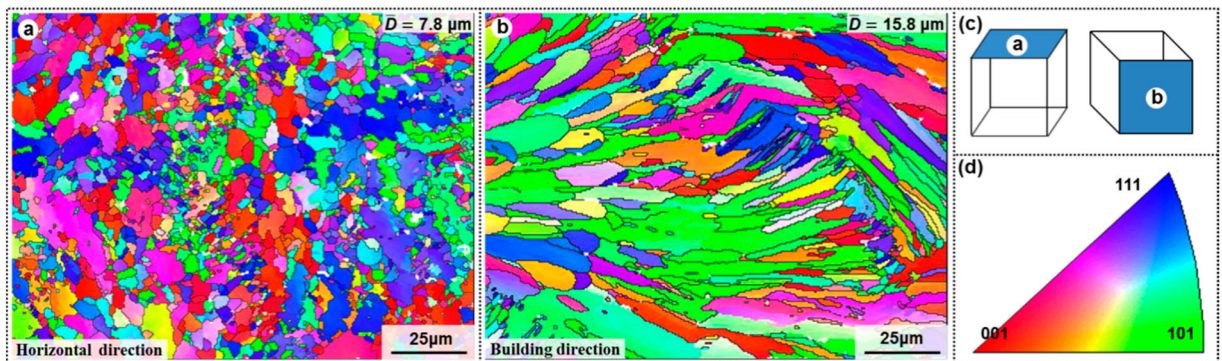 a
D̄ = 7.8 µm
Horizontal direction
25µm
b
D̄ = 15.8 µm
Building direction
25µm
(c)
a
b
(d)
111
001
101